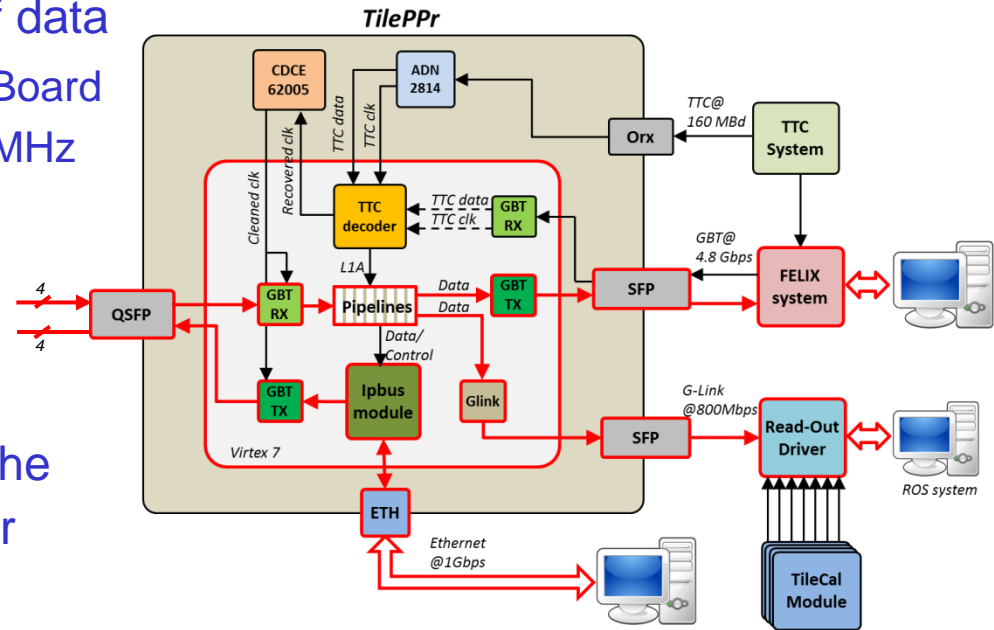 f data
Board
MHz
he
r
TilePPr
CDCE
62005
ADN
2814
TTC data
TTC clk
Orx
TTC@
160 MBd
TTC
System
Cleaned clk
Recovered clk
TTC
decoder
TTC data
TTC clk
GBT
RX
L1A
GBT@
4.8 Gbps
FELIX
system
SFP
4
4
QSFP
GBT
RX
Pipelines
Data
Data
GBT
TX
Data/
Control
GBT
TX
Ipbus
module
Glink
Virtex 7
SFP
G-Link
@800Mbps
Read-Out
Driver
ROS system
ETH
Ethernet
@1Gbps
TileCal
Module